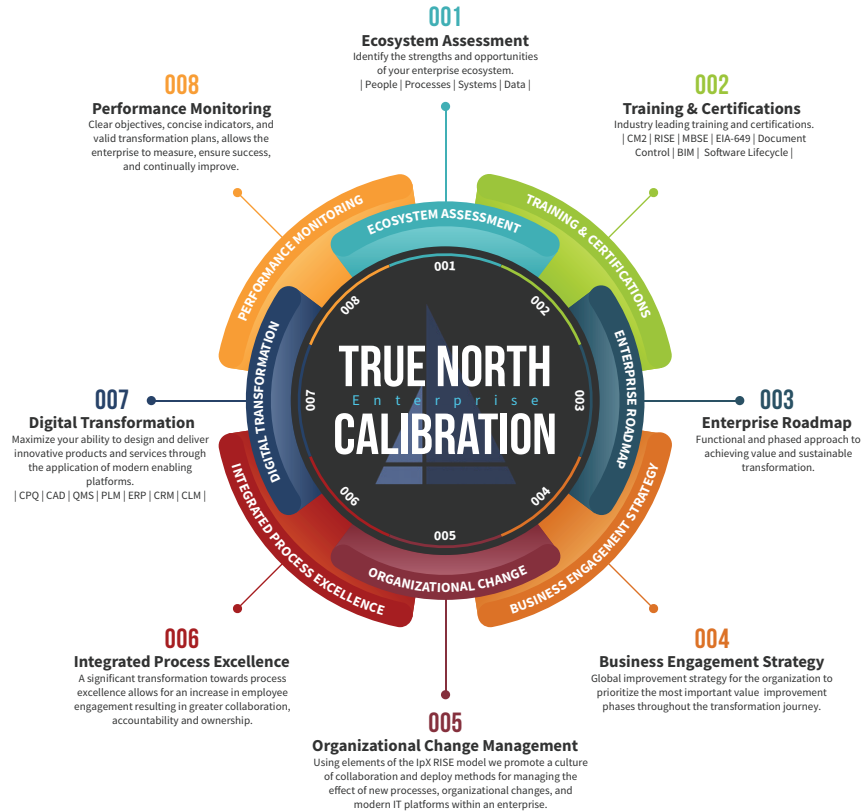 001
Ecosystem Assessment
Identify the strengths and opportunities
of your enterprise ecosystem.
| People | Processes | Systems | Data |
008
Performance Monitoring
Clear objectives, concise indicators, and
valid transformation plans, allows the
enterprise to measure, ensure success,
and continually improve.
002
Training & Certifications
Industry leading training and certifications.
| CM2 | RISE | MBSE | EIA-649 | Document
Control | BIM | Software Lifecycle |
PERFORMANCE MONITORING
ECOSYSTEM ASSESSMENT
TRAINING & CERTIFICATIONS
001
008
002
DIGITAL TRANSFORMATION
ENTERPRISE ROADMAP
TRUE NORTH
Enterprise
CALIBRATION
007
003
006
004
005
INTEGRATED PROCESS EXCELLENCE
ORGANIZATIONAL CHANGE
BUSINESS ENGAGEMENT STRATEGY
007
Digital Transformation
Maximize your ability to design and deliver
innovative products and services through
the application of modern enabling
platforms.
| CPQ | CAD | QMS | PLM | ERP | CRM | CLM |
003
Enterprise Roadmap
Functional and phased approach to
achieving value and sustainable
transformation.
006
Integrated Process Excellence
A significant transformation towards process
excellence allows for an increase in employee
engagement resulting in greater collaboration,
accountability and ownership.
004
Business Engagement Strategy
Global improvement strategy for the organization to
prioritize the most important value improvement
phases throughout the transformation journey.
005
Organizational Change Management
Using elements of the IpX RISE model we promote a culture
of collaboration and deploy methods for managing the
effect of new processes, organizational changes, and
modern IT platforms within an enterprise.